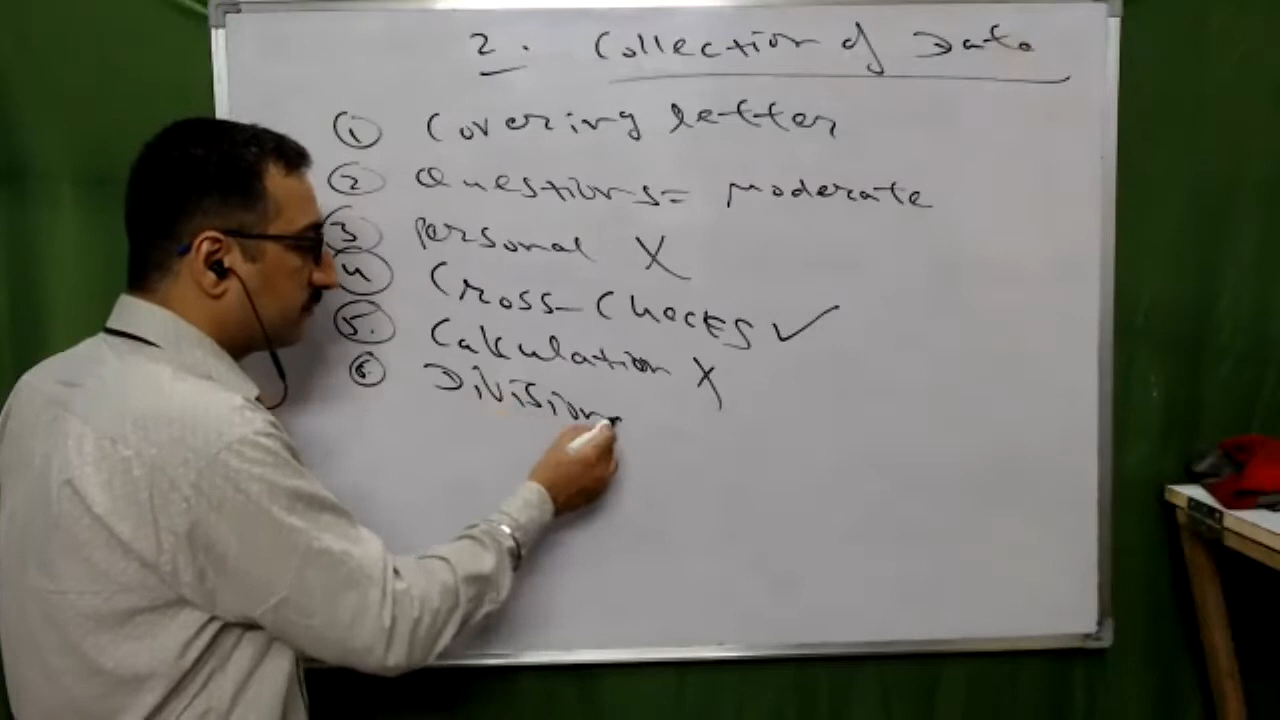 2. Collection of Data
① Covering letter
② Questions = moderate
③ Personal X
④ Cross-Checks ✓
⑤. Calculation X
⑥. Division